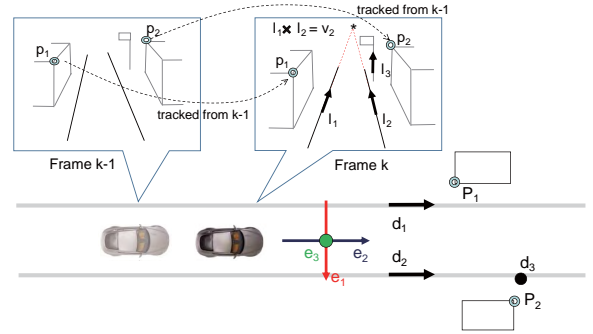 tracked from k-1
l₁ × l₂ = v₂
*
p₁
p₂
p₁
p₂
l₃
tracked from k-1
l₁
l₂
Frame k-1
Frame k
P₁
d₁
e₃
e₂
d₂
d₃
e₁
P₂